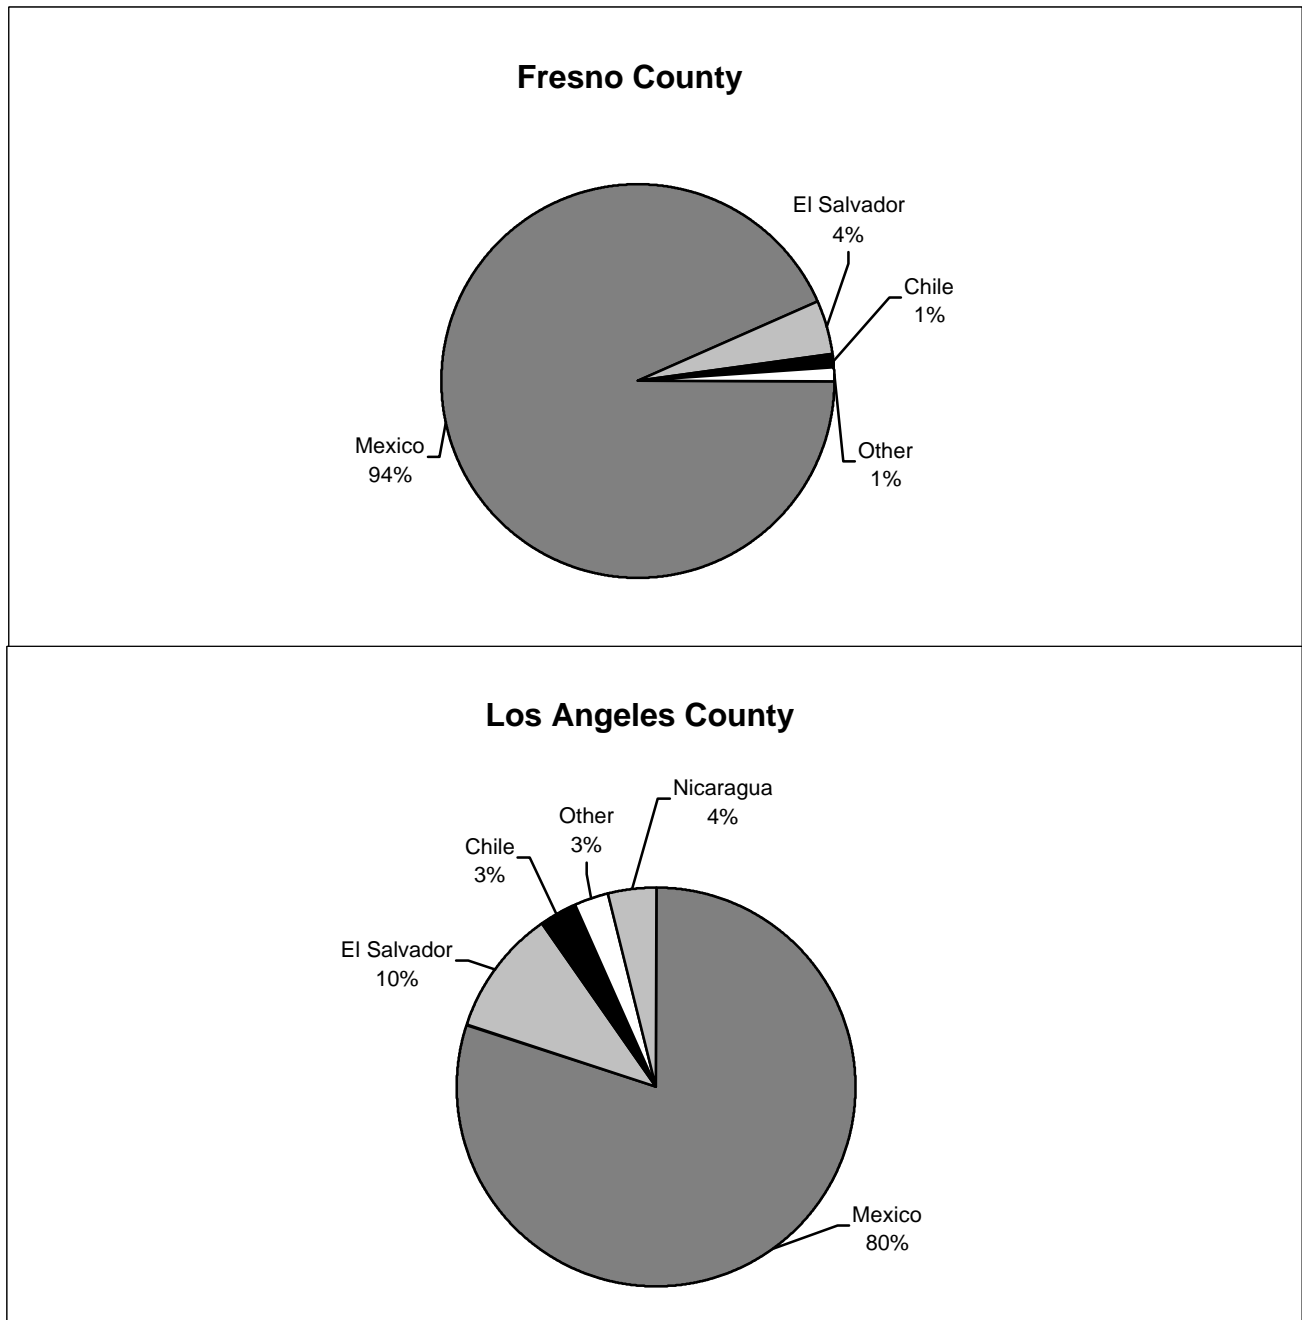 Fresno County
El Salvador
4%
Chile
1%
Mexico
94%
Other
1%
Los Angeles County
Nicaragua
4%
Other
3%
Chile
3%
El Salvador
10%
Mexico
80%